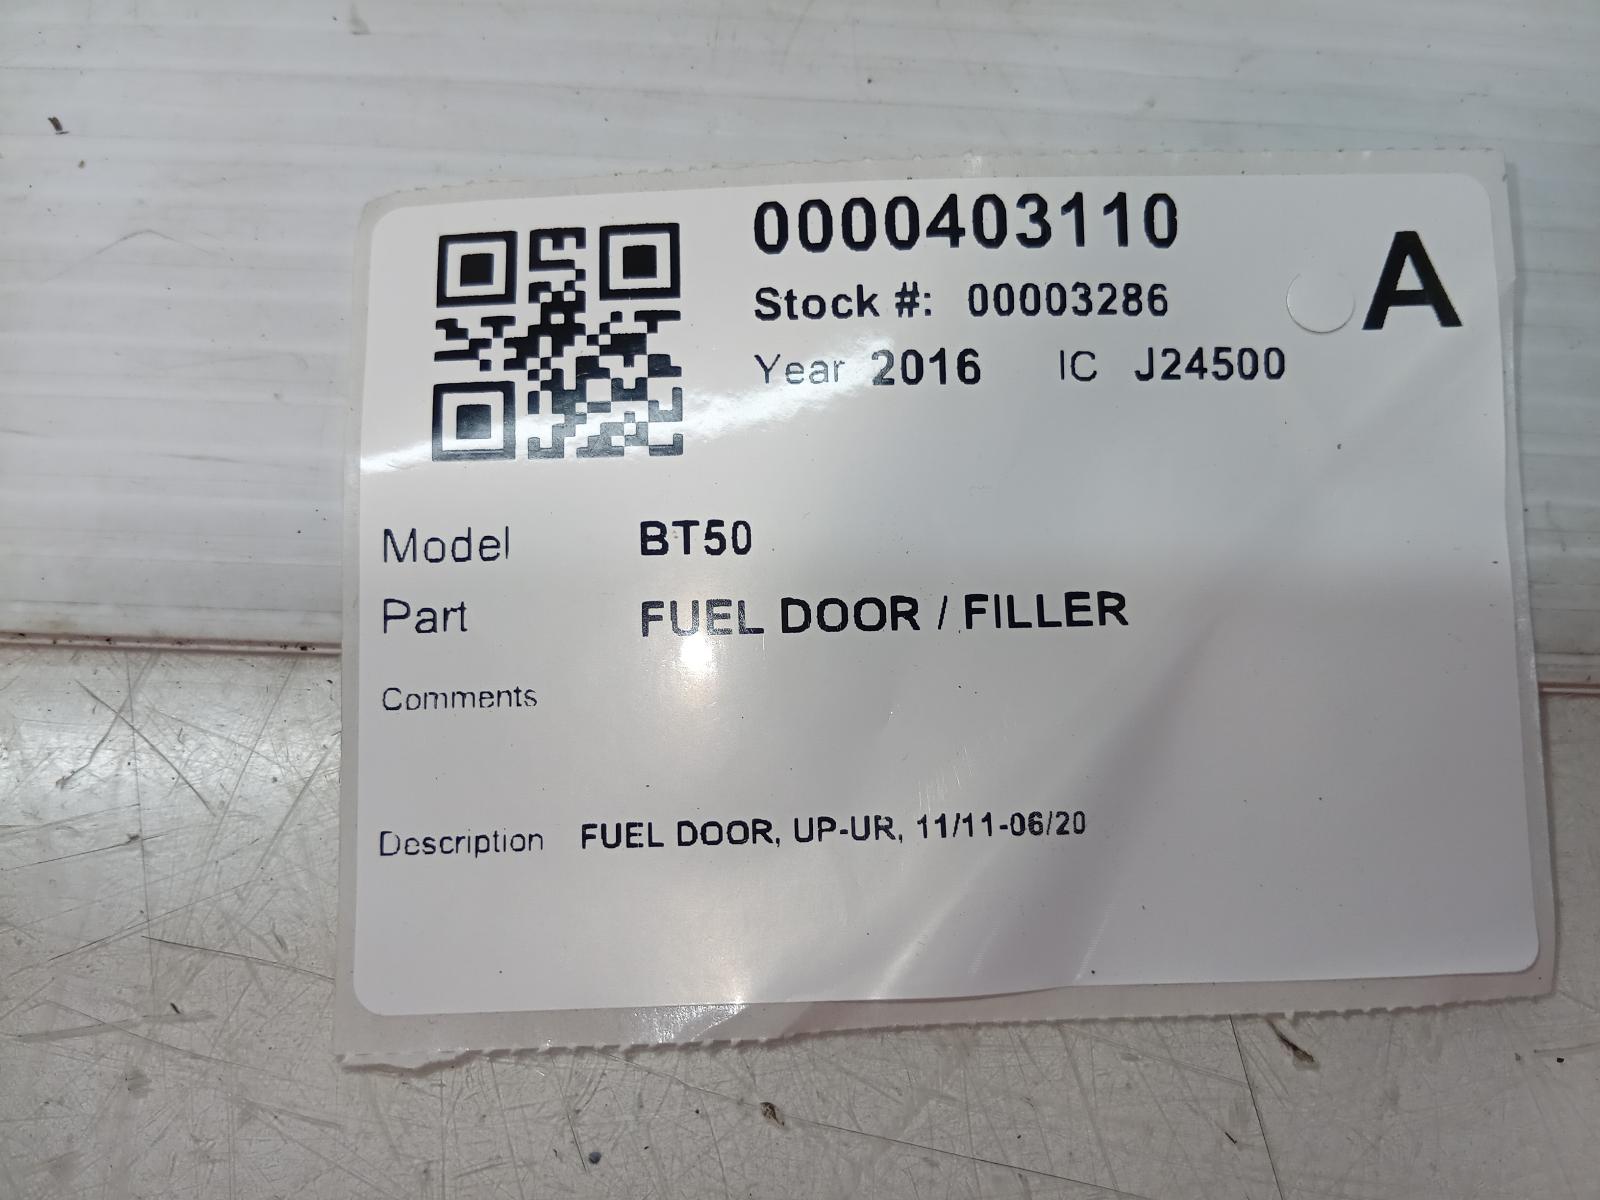 0000403110
A
Stock #: 00003286
Year 2016 IC J24500
Model BT50
Part FUEL DOOR / FILLER
Comments
Description FUEL DOOR, UP-UR, 11/11-06/20